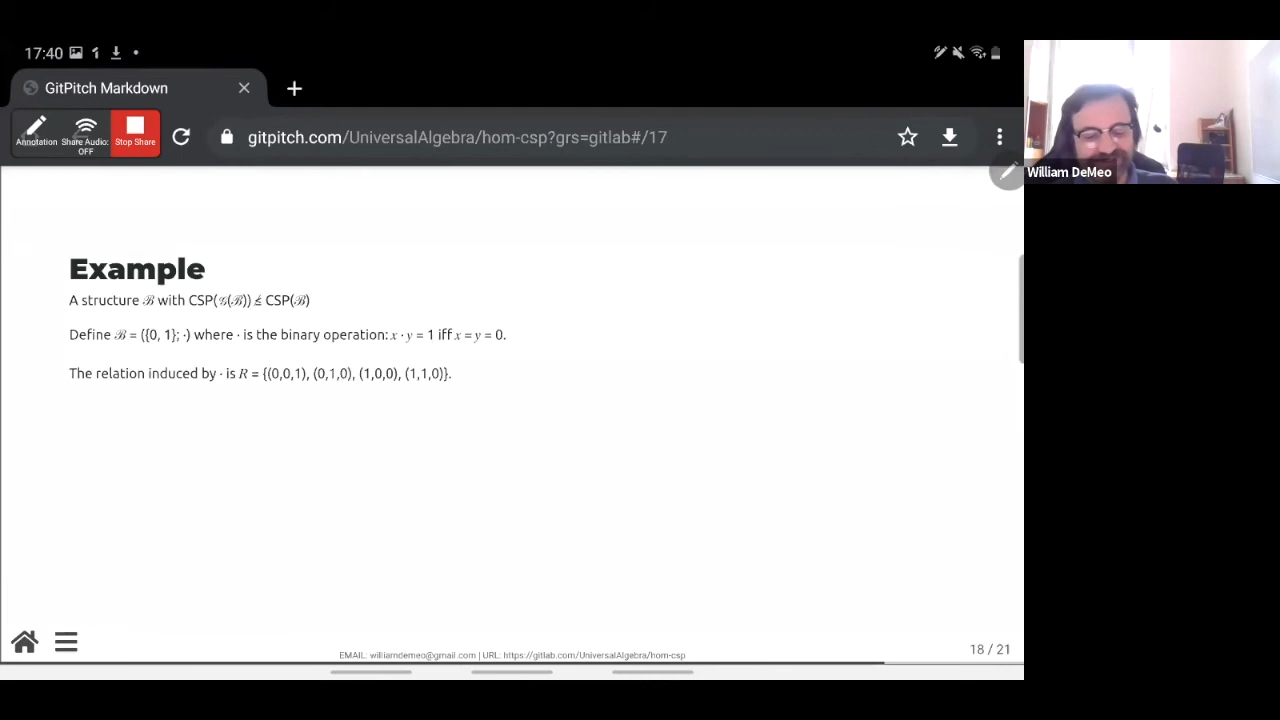 17:40
GitPitch Markdown
Annotation
Share Audio: OFF
Stop Share
gitpitch.com/UniversalAlgebra/hom-csp?grs=gitlab#/17
William DeMeo
Example
A structure ℬ with CSP(𝒢(ℬ)) ≰ CSP(ℬ)
Define ℬ = ({0, 1}; ·) where · is the binary operation: x · y = 1 iff x = y = 0.
The relation induced by · is R = {(0,0,1), (0,1,0), (1,0,0), (1,1,0)}.
EMAIL: williamdemeo@gmail.com | URL: https://gitlab.com/UniversalAlgebra/hom-csp
18 / 21